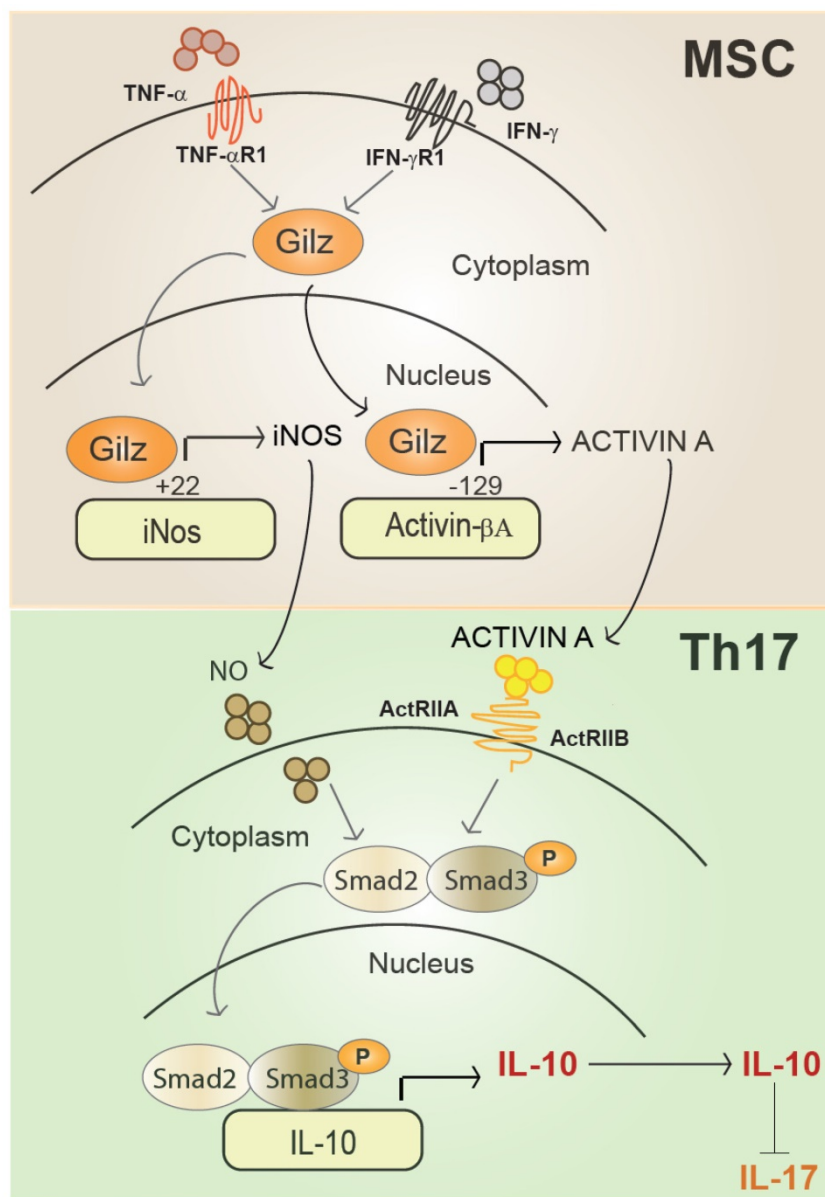 MSC
TNF-α
IFN-γ
TNF-αR1
IFN-γR1
Gilz
Cytoplasm
Nucleus
Gilz
iNOS
Gilz
ACTIVIN A
+22
-129
iNos
Activin-βA
Th17
ACTIVIN A
NO
ActRIIA
ActRIIB
Cytoplasm
P
Smad2
Smad3
Nucleus
P
IL-10
IL-10
Smad2
Smad3
IL-10
IL-17